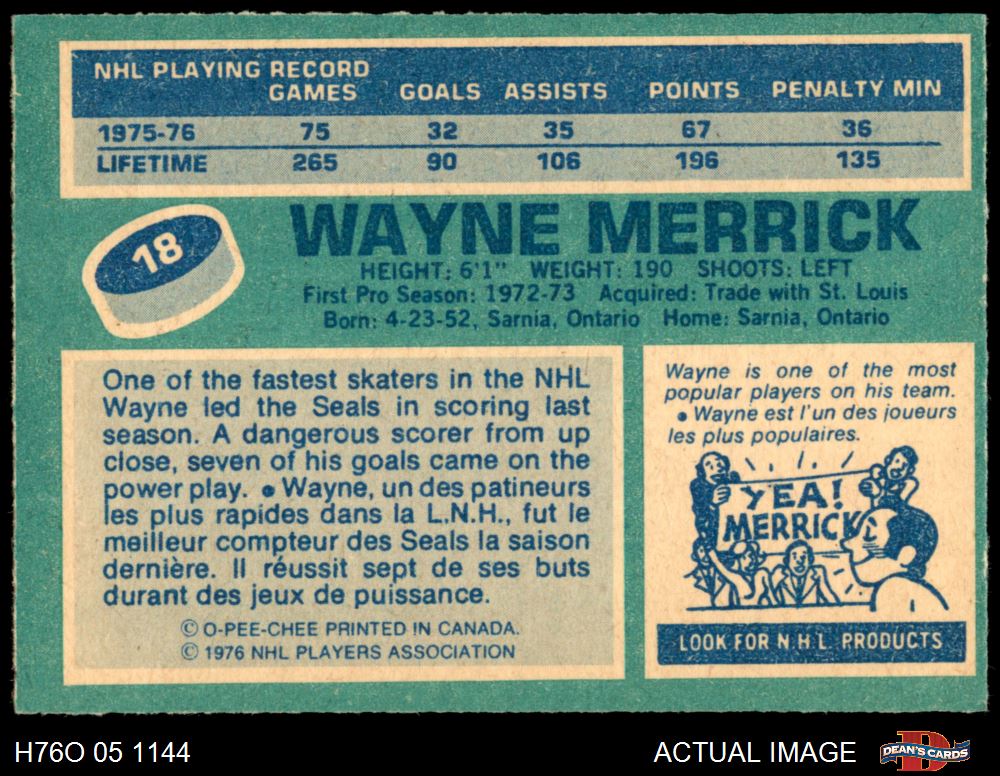 NHL PLAYING RECORD
GAMES GOALS ASSISTS POINTS PENALTY MIN
1975-76 75 32 35 67 36
LIFETIME 265 90 106 196 135
18
WAYNE MERRICK
HEIGHT: 6'1" WEIGHT: 190 SHOOTS: LEFT
First Pro Season: 1972-73 Acquired: Trade with St. Louis
Born: 4-23-52, Sarnia, Ontario Home: Sarnia, Ontario
One of the fastest skaters in the NHL
Wayne led the Seals in scoring last
season. A dangerous scorer from up
close, seven of his goals came on the
power play. • Wayne, un des patineurs
les plus rapides dans la L.N.H., fut le
meilleur compteur des Seals la saison
dernière. Il réussit sept de ses buts
durant des jeux de puissance.
© O-PEE-CHEE PRINTED IN CANADA.
© 1976 NHL PLAYERS ASSOCIATION
Wayne is one of the most
popular players on his team.
• Wayne est l'un des joueurs
les plus populaires.
YEA!
MERRICK
LOOK FOR N.H.L. PRODUCTS
H76O 05 1144
ACTUAL IMAGE
D
DEAN'S CARDS